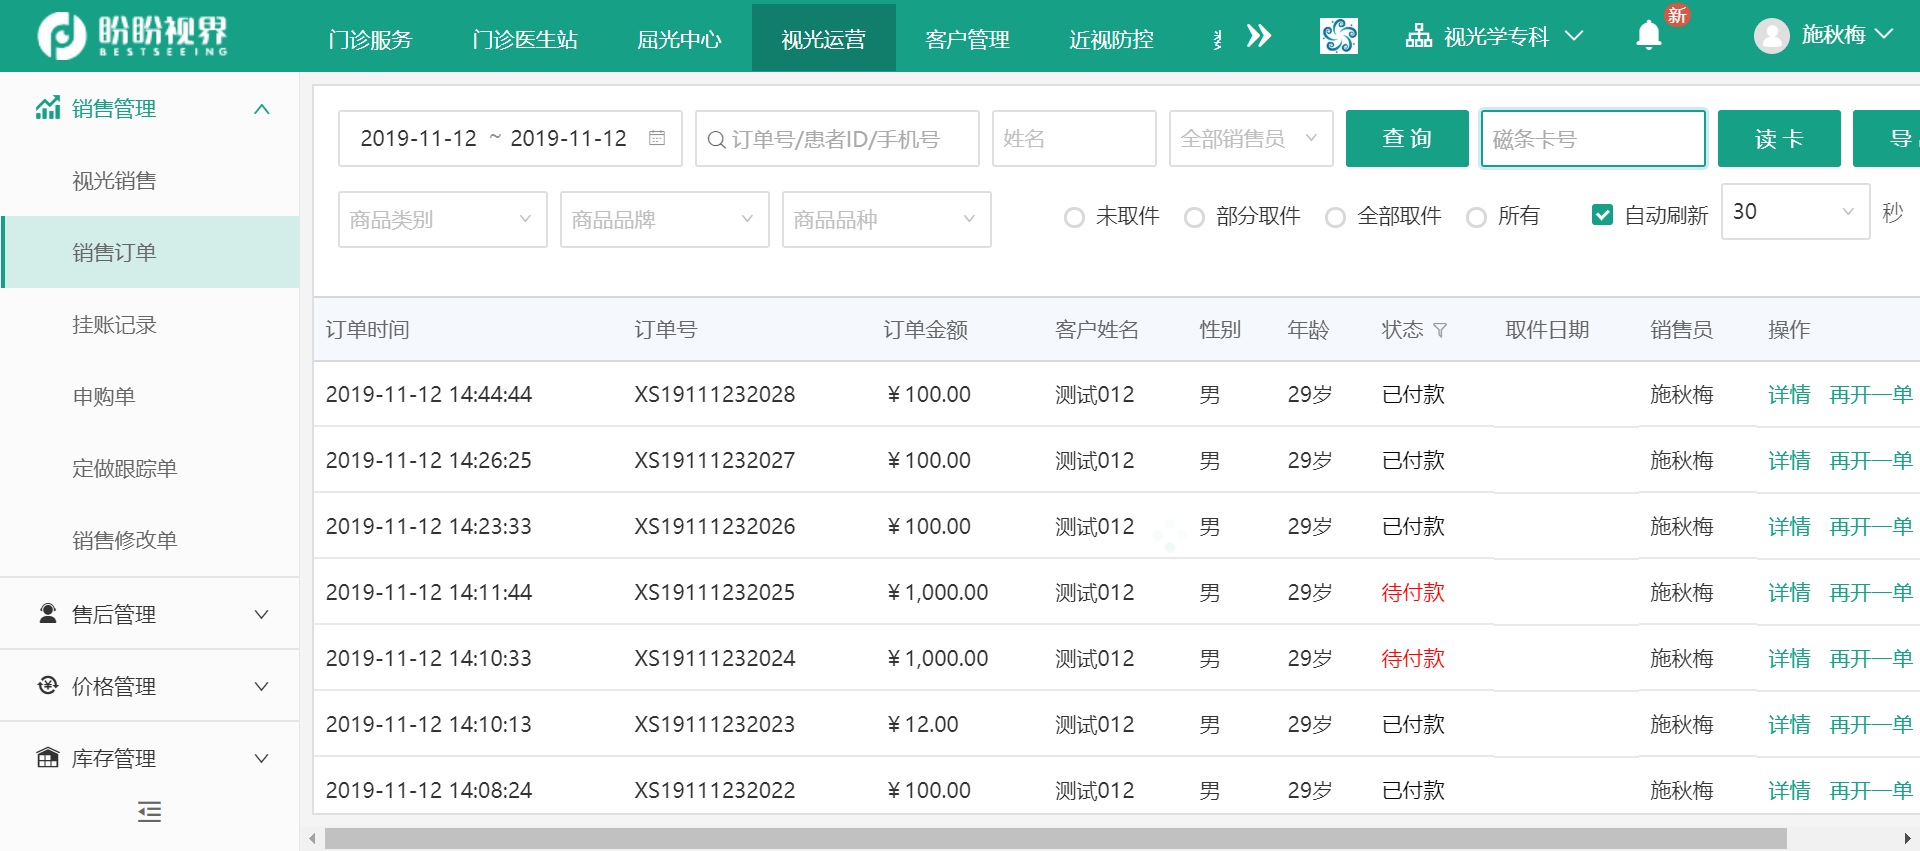 盼盼视界 BESTSEEING
门诊服务 门诊医生站 屈光中心 视光运营 客户管理 近视防控 视光学专科 新 施秋梅
销售管理
视光销售
销售订单
挂账记录
申购单
定做跟踪单
销售修改单
售后管理
价格管理
库存管理
2019-11-12 ~ 2019-11-12 订单号/患者ID/手机号 姓名 全部销售员 查 询 磁条卡号 读 卡 导
商品类别 商品品牌 商品品种 未取件 部分取件 全部取件 所有 自动刷新 30 秒
订单时间 订单号 订单金额 客户姓名 性别 年龄 状态 取件日期 销售员 操作
2019-11-12 14:44:44 XS19111232028 ¥100.00 测试012 男 29岁 已付款 施秋梅 详情 再开一单
2019-11-12 14:26:25 XS19111232027 ¥100.00 测试012 男 29岁 已付款 施秋梅 详情 再开一单
2019-11-12 14:23:33 XS19111232026 ¥100.00 测试012 男 29岁 已付款 施秋梅 详情 再开一单
2019-11-12 14:11:44 XS19111232025 ¥1,000.00 测试012 男 29岁 待付款 施秋梅 详情 再开一单
2019-11-12 14:10:33 XS19111232024 ¥1,000.00 测试012 男 29岁 待付款 施秋梅 详情 再开一单
2019-11-12 14:10:13 XS19111232023 ¥12.00 测试012 男 29岁 已付款 施秋梅 详情 再开一单
2019-11-12 14:08:24 XS19111232022 ¥100.00 测试012 男 29岁 已付款 施秋梅 详情 再开一单